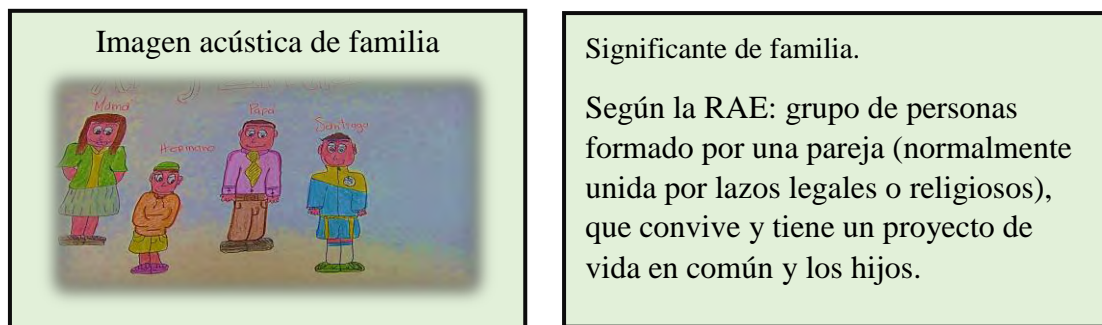 Imagen acústica de familia
Mamá
Hermano
Papá
Santiago
Significante de familia.
Según la RAE: grupo de personas
formado por una pareja (normalmente
unida por lazos legales o religiosos),
que convive y tiene un proyecto de
vida en común y los hijos.